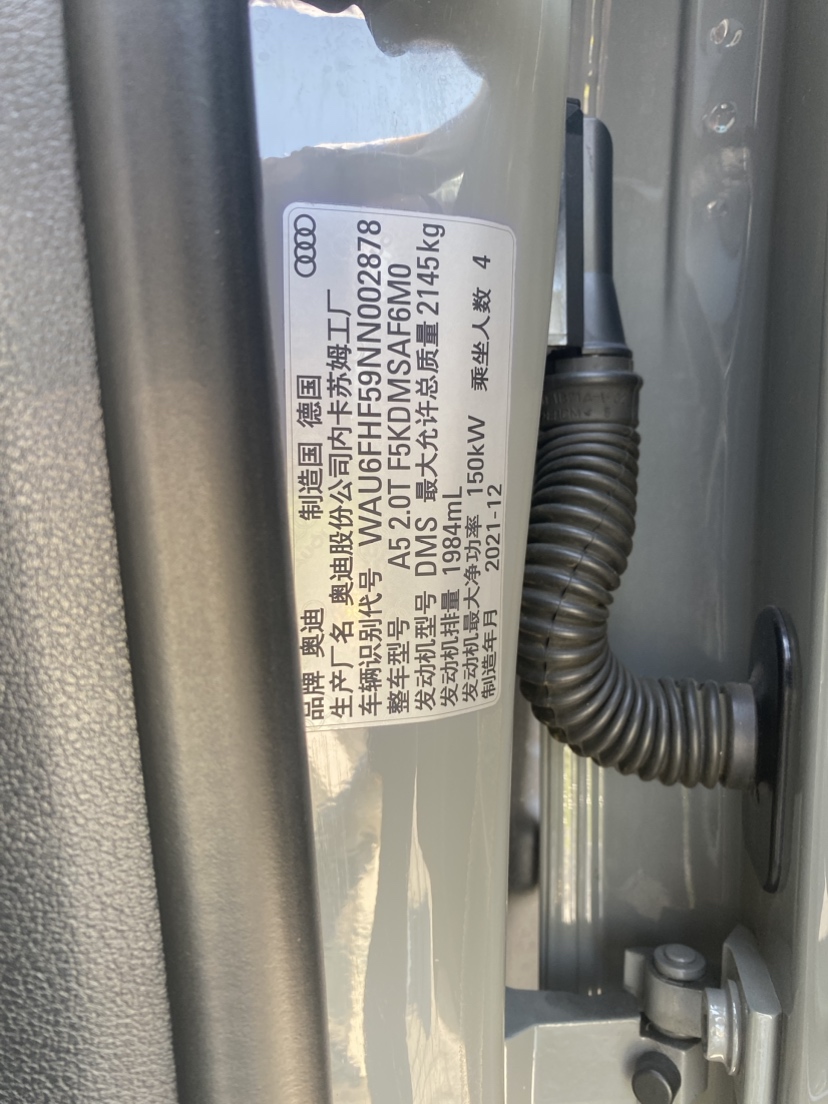 品牌 奥迪 制造国 德国
生产厂名 奥迪股份公司内卡苏姆工厂
车辆识别代号 WAU6FHF59NN002878
整车型号 A5 2.0T F5KDMSAF6M0
发动机型号 DMS 最大允许总质量 2145kg
发动机排量 1984mL
发动机最大净功率 150kW 乘坐人数 4
制造年月 2021-12